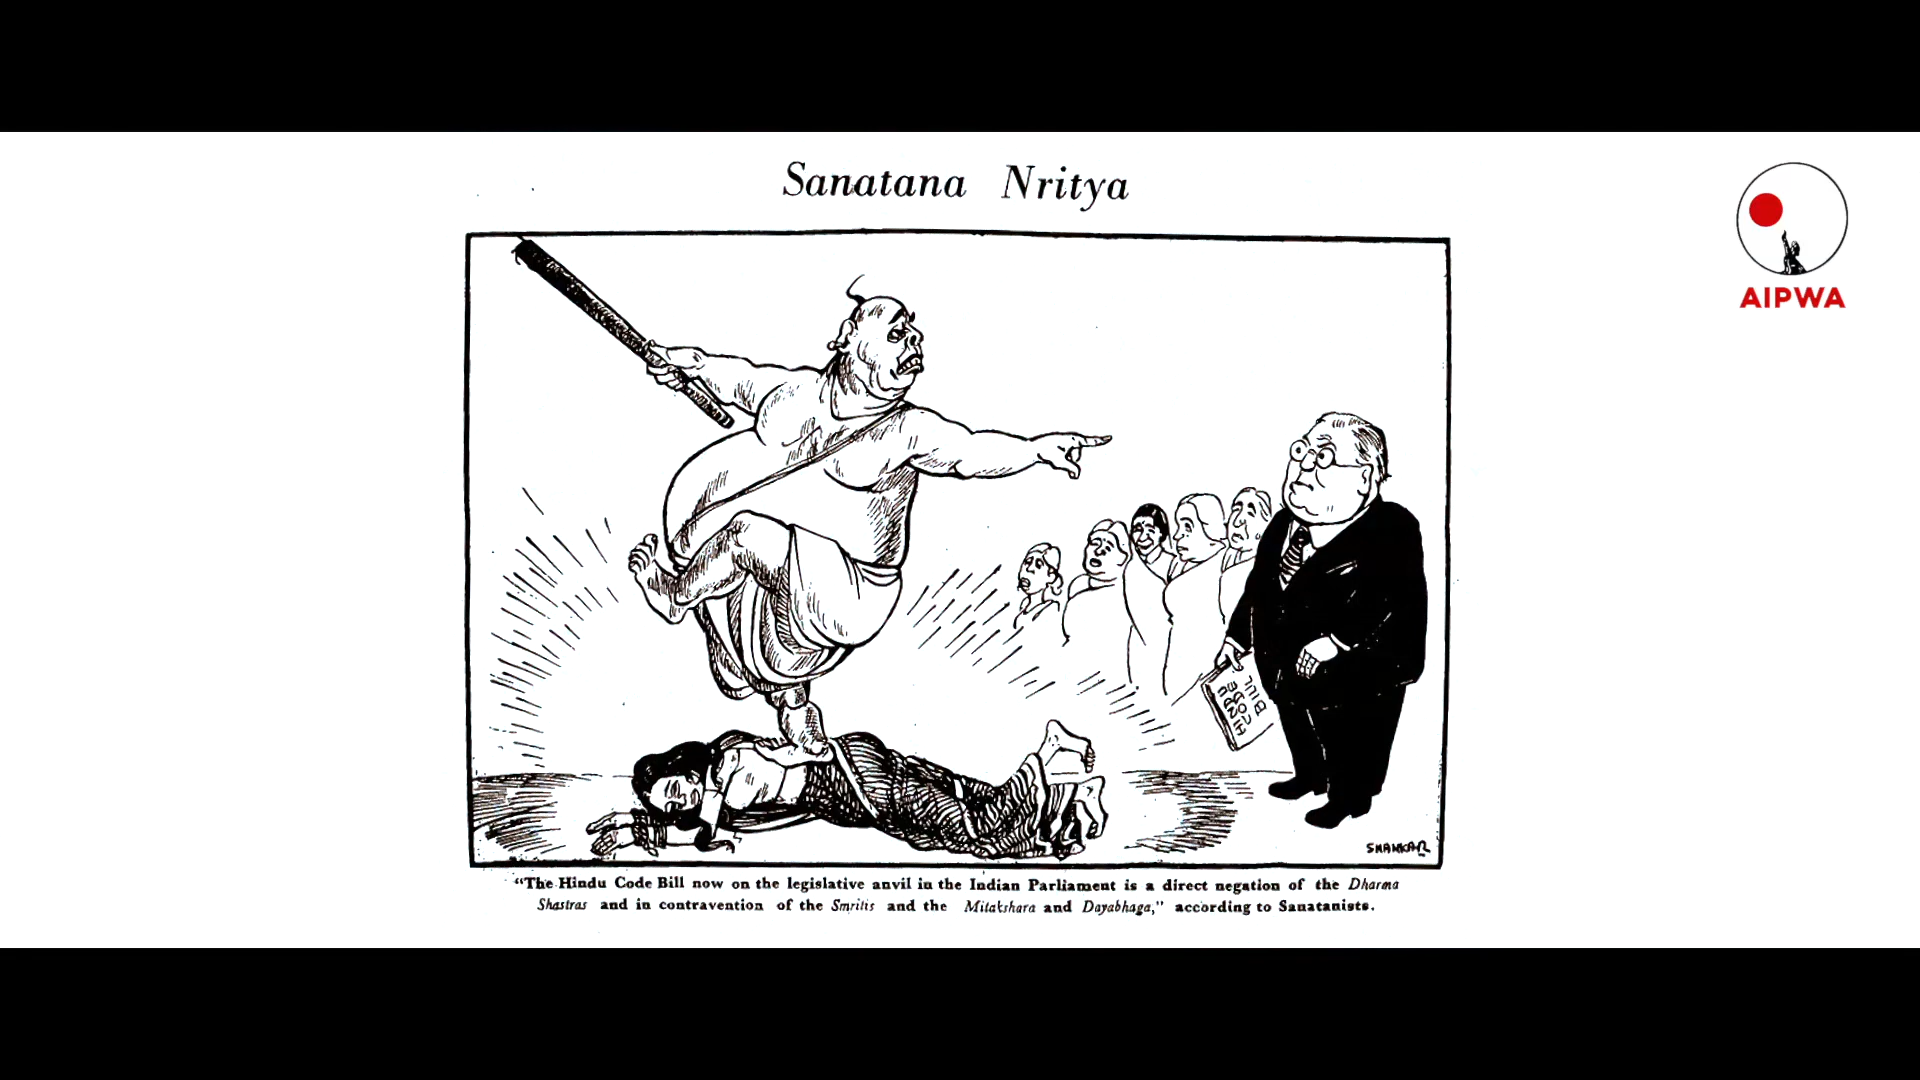 Sanatana Nritya
AIPWA
HINDU
CODE
BILL
SHANKAR
"The Hindu Code Bill now on the legislative anvil in the Indian Parliament is a direct negation of the Dharma
Shastras and in contravention of the Smritis and the Mitakshara and Dayabhaga," according to Sanatanists.